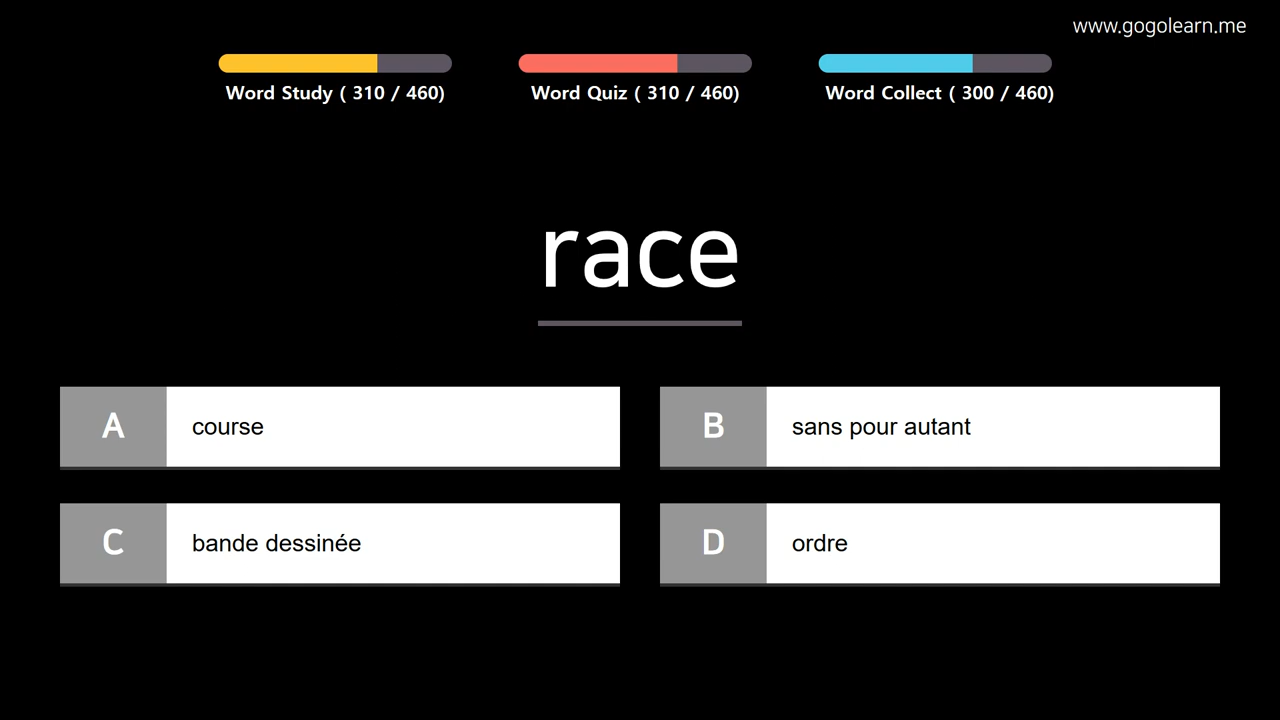 www.gogolearn.me
Word Study ( 310 / 460)
Word Quiz ( 310 / 460)
Word Collect ( 300 / 460)
race
A course
B sans pour autant
C bande dessinée
D ordre